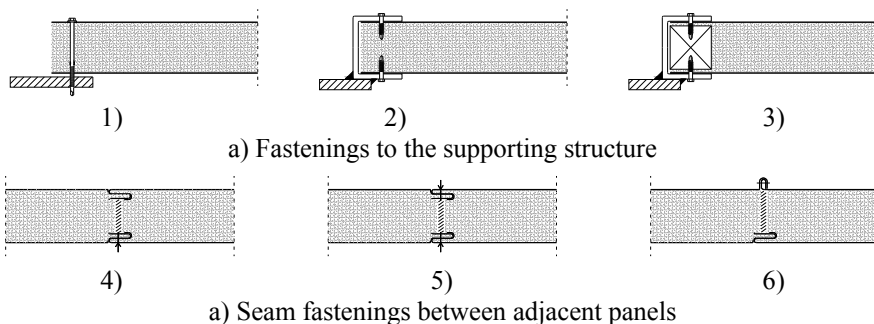 1) 2) 3)
a) Fastenings to the supporting structure
4) 5) 6)
a) Seam fastenings between adjacent panels